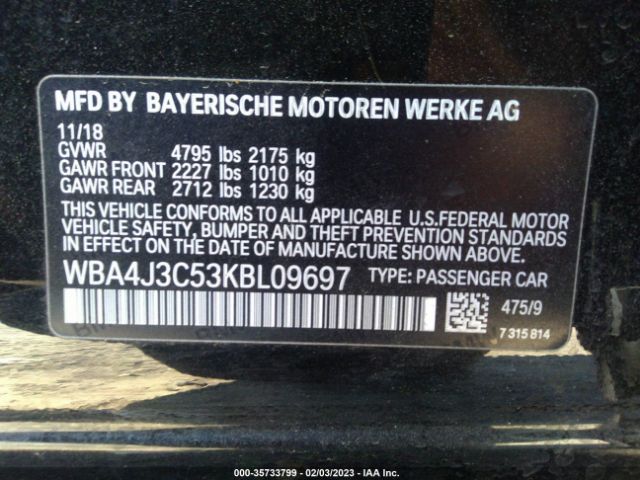 MFD BY BAYERISCHE MOTOREN WERKE AG
11/18
GVWR 4795 lbs 2175 kg
GAWR FRONT 2227 lbs 1010 kg
GAWR REAR 2712 lbs 1230 kg
THIS VEHICLE CONFORMS TO ALL APPLICABLE U.S.FEDERAL MOTOR
VEHICLE SAFETY, BUMPER AND THEFT PREVENTION STANDARDS
IN EFFECT ON THE DATE OF MANUFACTURE SHOWN ABOVE.
WBA4J3C53KBL09697 TYPE: PASSENGER CAR
475/9
7 315 814
000-35733799 - 02/03/2023 - IAA Inc.